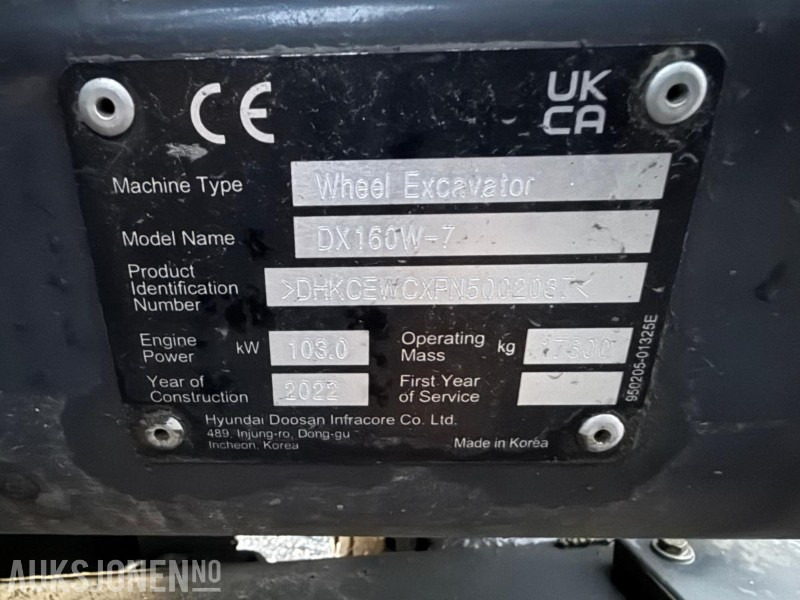 CE
UK
CA
Machine Type Wheel Excavator
Model Name DX160W-7
Product
Identification
Number
Engine
Power kW 103.0
Operating
Mass kg
Year of
Construction 2022
First Year
of Service
Hyundai Doosan Infracore Co. Ltd.
489, Injung-ro, Dong-gu
Incheon, Korea
Made in Korea
950205-01325E
AUKSJONEN.NO